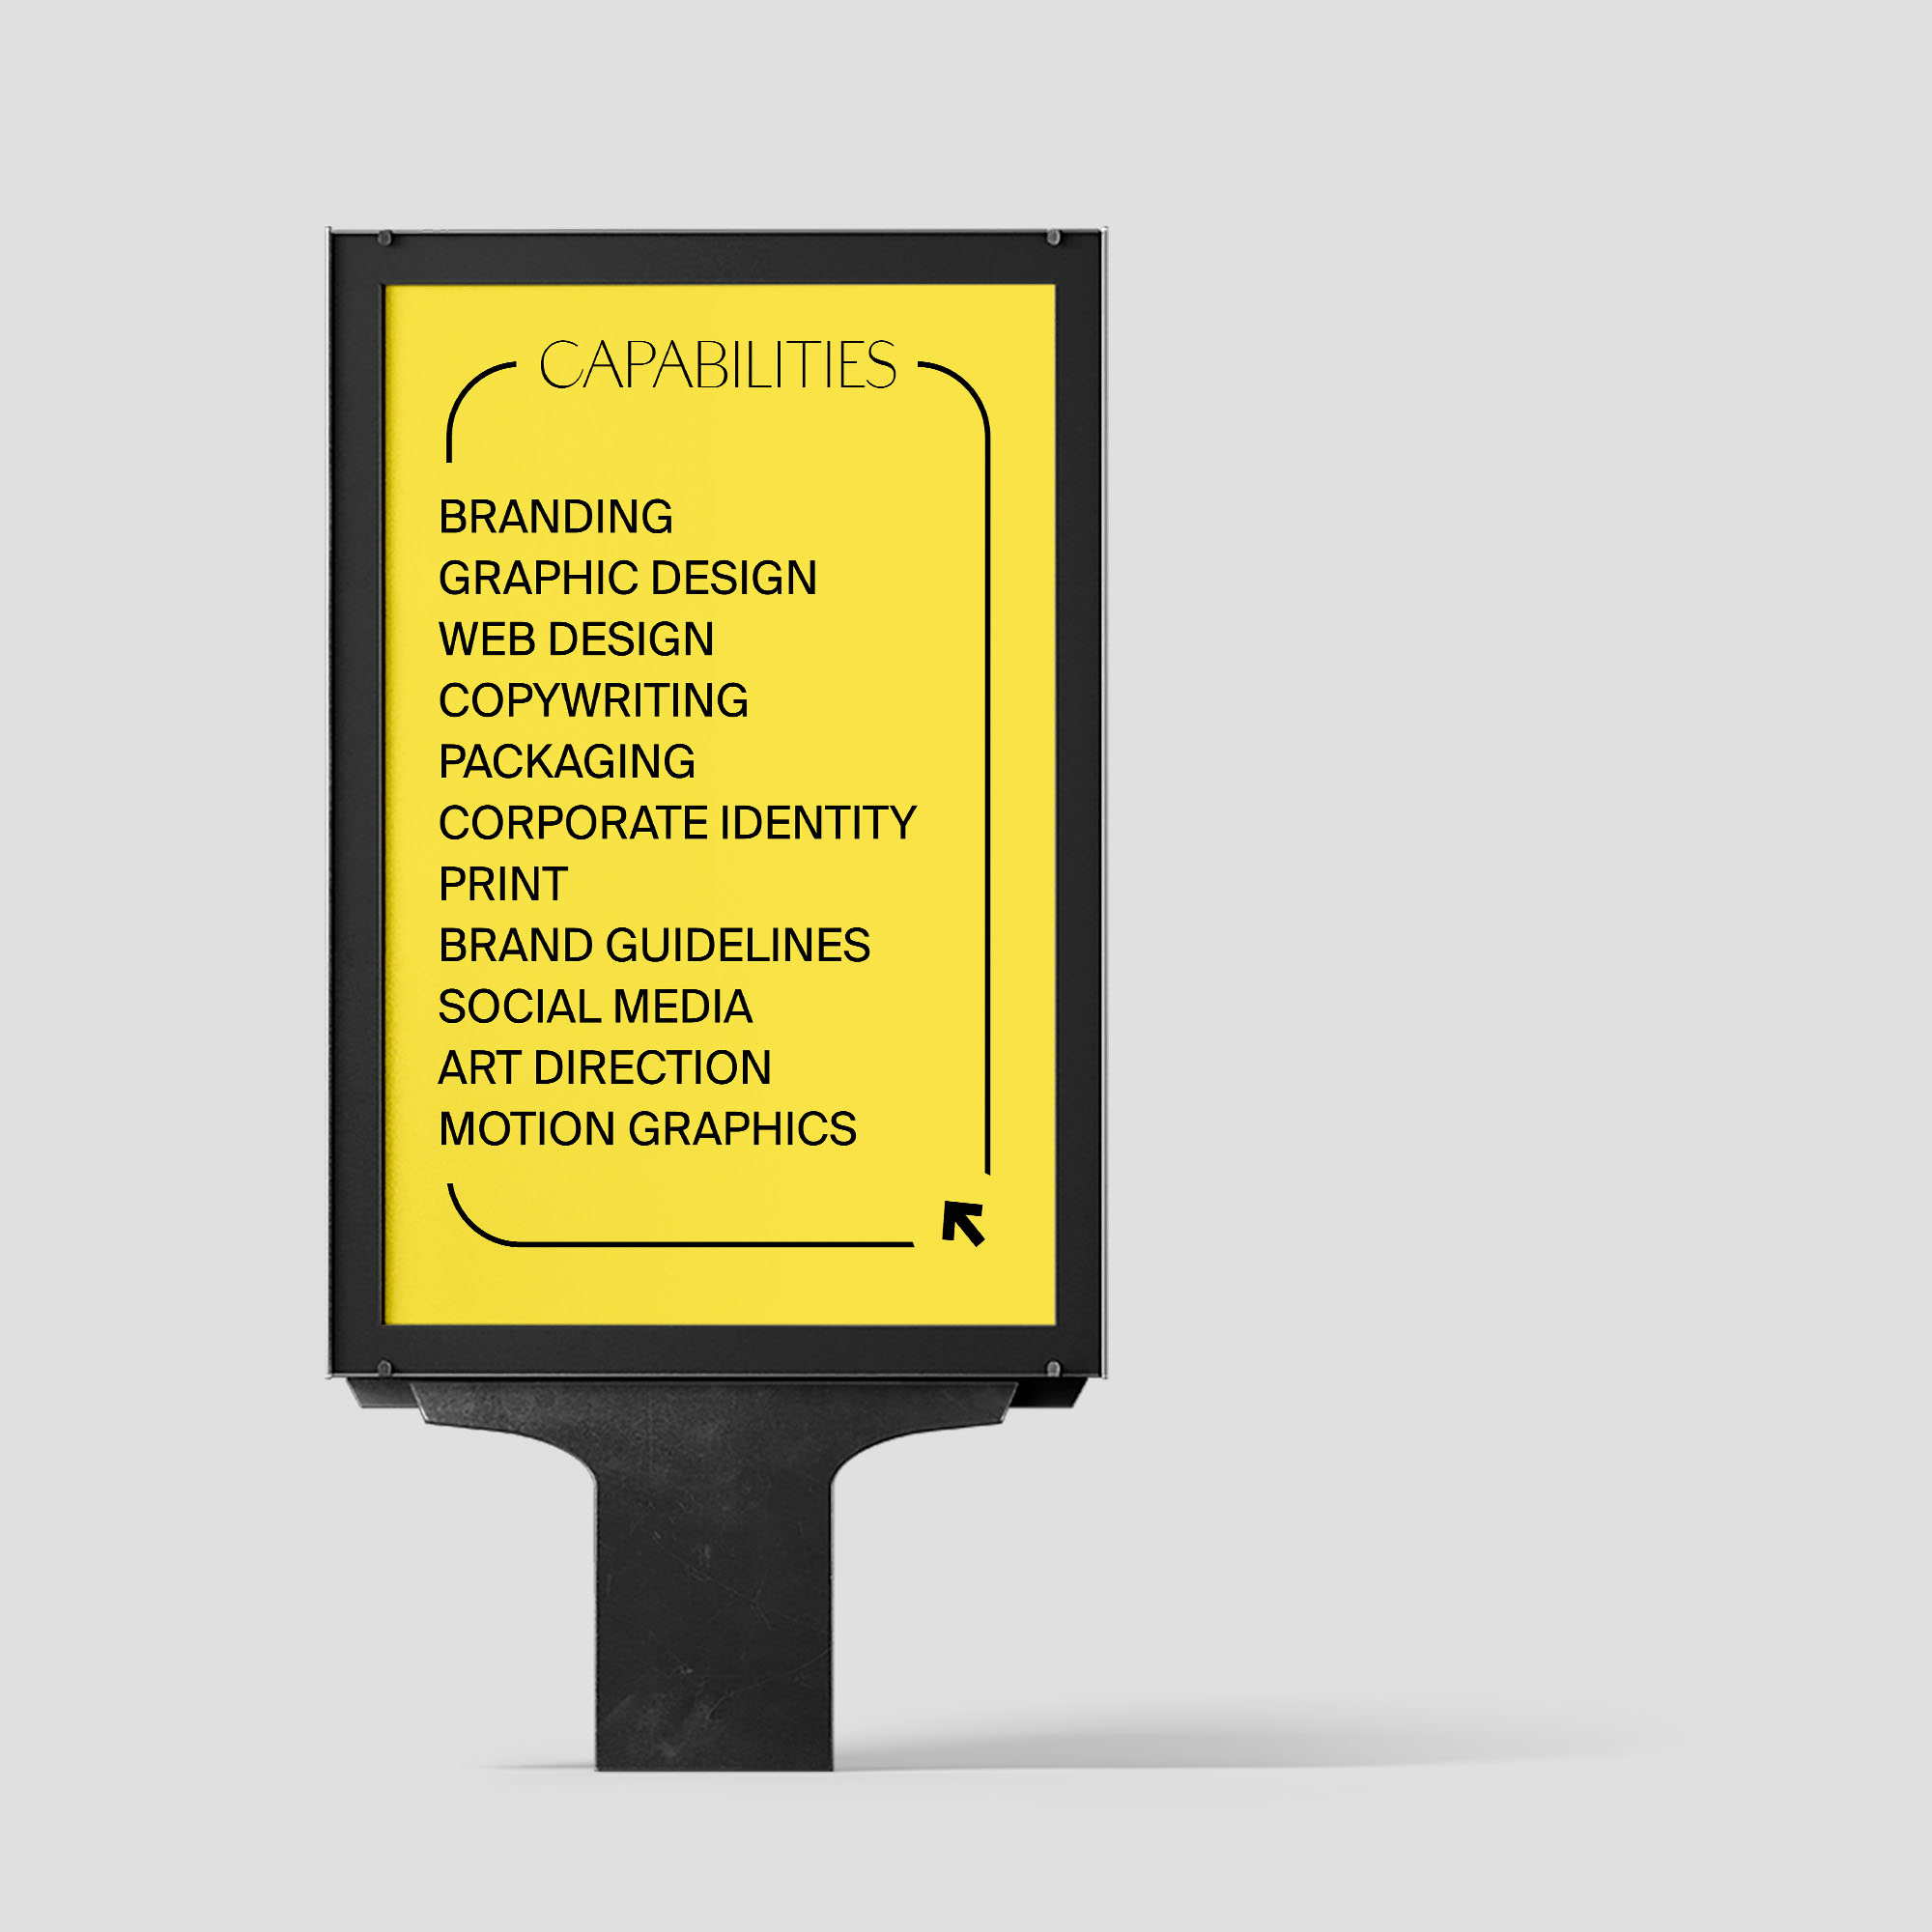 CAPABILITIES
BRANDING
GRAPHIC DESIGN
WEB DESIGN
COPYWRITING
PACKAGING
CORPORATE IDENTITY
PRINT
BRAND GUIDELINES
SOCIAL MEDIA
ART DIRECTION
MOTION GRAPHICS